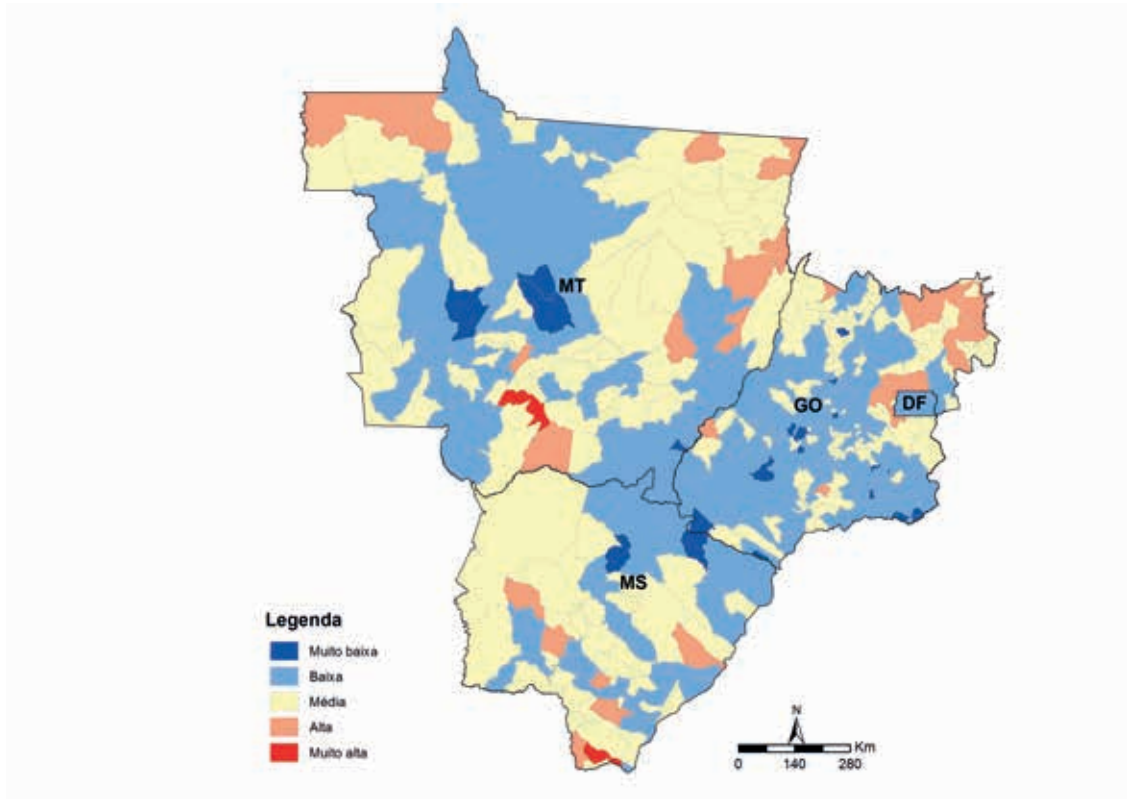 MT
GO
DF
MS
Legenda
Muito baixa
Baixa
Média
Alta
Muito alta
N
Km
0 140 280